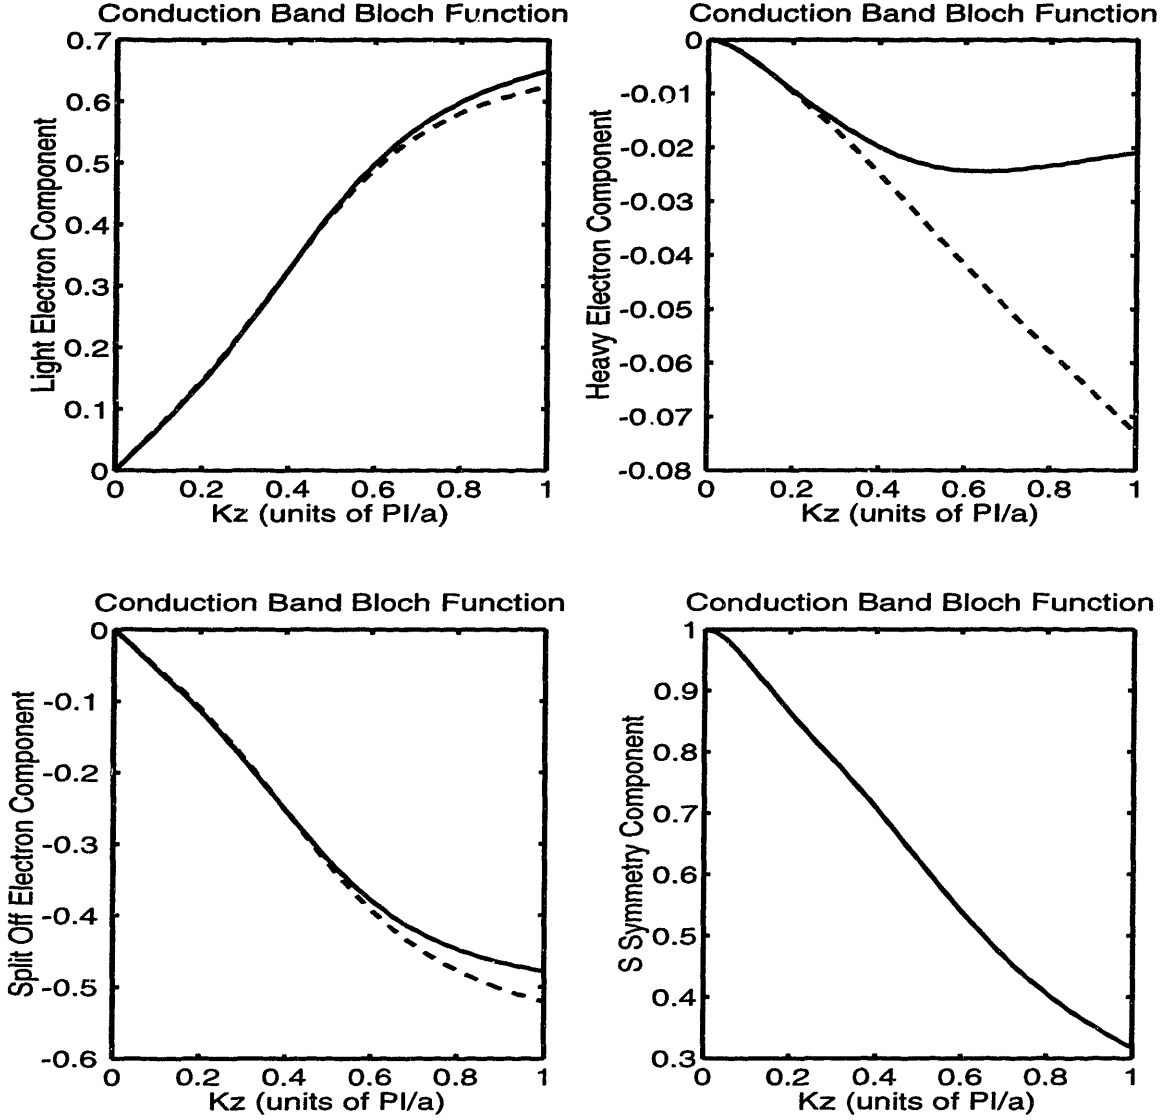 Conduction Band Bloch Function
Light Electron Component
0.7
0.6
0.5
0.4
0.3
0.2
0.1
0
0 0.2 0.4 0.6 0.8 1
Kz (units of PI/a)
Conduction Band Bloch Function
Heavy Electron Component
0
-0.01
-0.02
-0.03
-0.04
-0.05
-0.06
-0.07
-0.08
0 0.2 0.4 0.6 0.8 1
Kz (units of PI/a)
Conduction Band Bloch Function
Split Off Electron Component
0
-0.1
-0.2
-0.3
-0.4
-0.5
-0.6
0 0.2 0.4 0.6 0.8 1
Kz (units of PI/a)
Conduction Band Bloch Function
S Symmetry Component
1
0.9
0.8
0.7
0.6
0.5
0.4
0.3
0 0.2 0.4 0.6 0.8 1
Kz (units of PI/a)